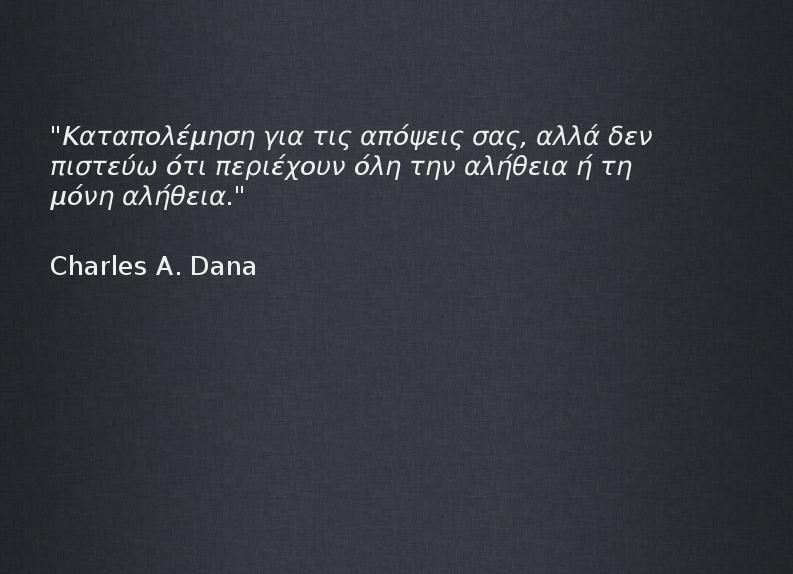 "Καταπολέμηση για τις απόψεις σας, αλλά δεν
πιστεύω ότι περιέχουν όλη την αλήθεια ή τη
μόνη αλήθεια."
Charles A. Dana